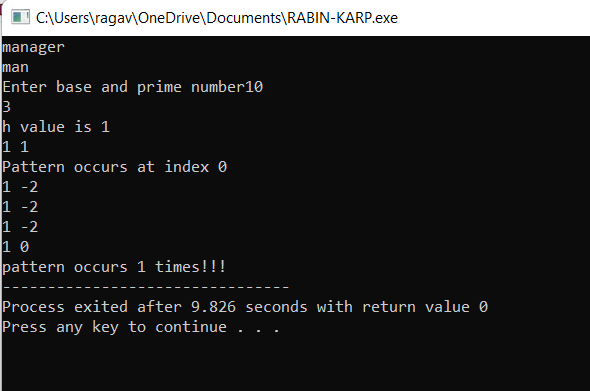 C:\Users\ragav\OneDrive\Documents\RABIN-KARP.exe
manager
man
Enter base and prime number10
3
h value is 1
1 1
Pattern occurs at index 0
1 -2
1 -2
1 -2
1 0
pattern occurs 1 times!!!
--------------------------------
Process exited after 9.826 seconds with return value 0
Press any key to continue . . .